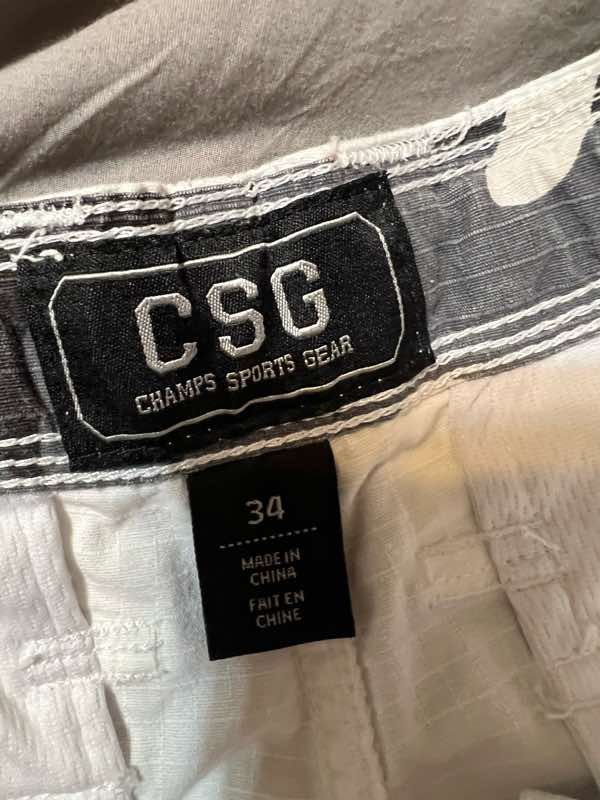 CSG
CHAMPS SPORTS GEAR
34
MADE IN
CHINA
FAIT EN
CHINE